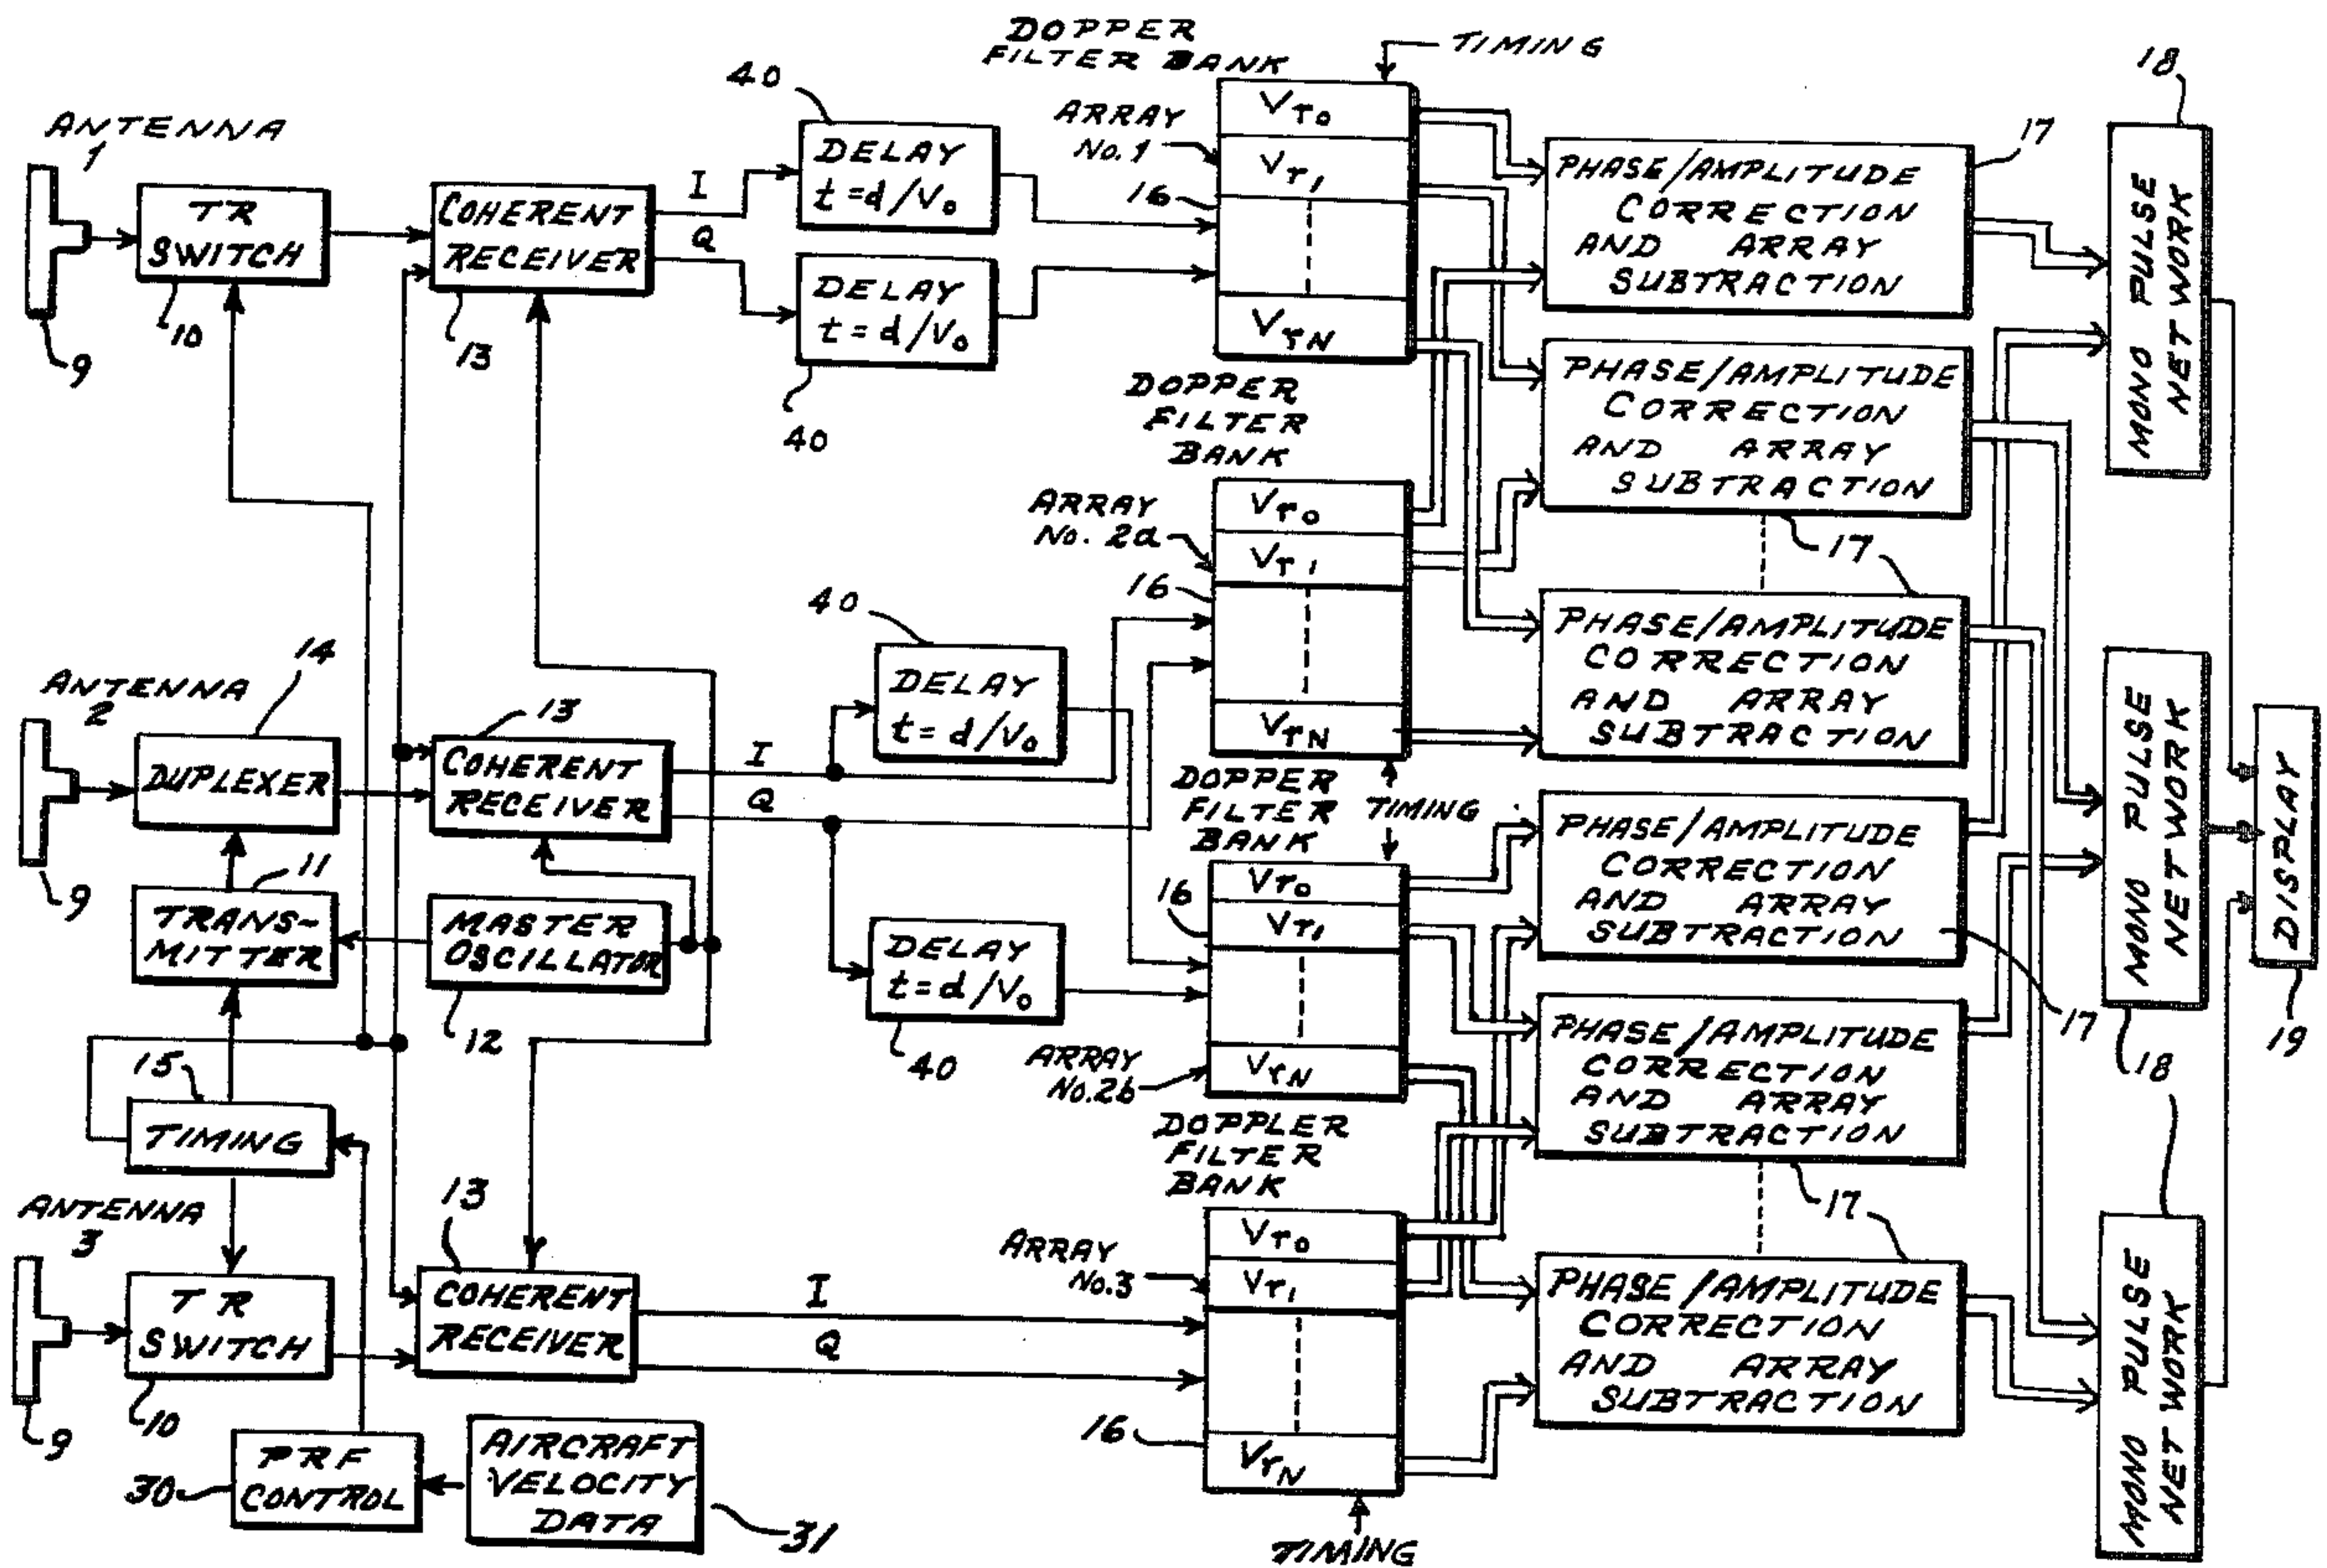 DOPPER
FILTER BANK
TIMING
18
40
ANTENNA
1
ARRAY
No. 1
VT0
VT1
VTN
16
17
TR
SWITCH
10
9
COHERENT
RECEIVER
13
I
Q
DELAY
t=d/V0
DELAY
t=d/V0
40
PHASE/AMPLITUDE
CORRECTION
AND ARRAY
SUBTRACTION
MONO PULSE
NETWORK
DOPPER
FILTER
BANK
PHASE/AMPLITUDE
CORRECTION
AND ARRAY
SUBTRACTION
17
ARRAY
No. 2a
VT0
VT1
VTN
16
ANTENNA
2
14
DUPLEXER
9
13
COHERENT
RECEIVER
I
Q
40
DELAY
t=d/V0
PHASE/AMPLITUDE
CORRECTION
AND ARRAY
SUBTRACTION
MONO PULSE
NETWORK
18
DISPLAY
19
DOPPER
FILTER
BANK
TIMING
11
TRANS-
MITTER
MASTER
OSCILLATOR
12
DELAY
t=d/V0
40
16
VT0
VT1
VTN
ARRAY
No.2b
PHASE/AMPLITUDE
CORRECTION
AND ARRAY
SUBTRACTION
17
15
TIMING
DOPPLER
FILTER
BANK
PHASE/AMPLITUDE
CORRECTION
AND ARRAY
SUBTRACTION
17
ANTENNA
3
9
TR
SWITCH
10
13
COHERENT
RECEIVER
I
Q
ARRAY
No.3
VT0
VT1
VTN
16
PHASE/AMPLITUDE
CORRECTION
AND ARRAY
SUBTRACTION
MONO PULSE
NETWORK
PRF
CONTROL
30
AIRCRAFT
VELOCITY
DATA
31
TIMING